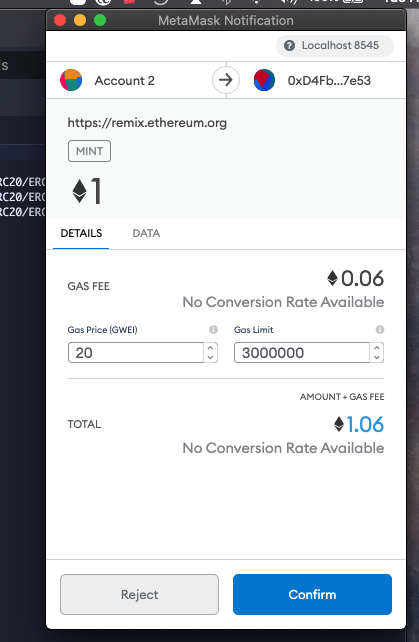 MetaMask Notification
Localhost 8545
Account 2
0xD4Fb...7e53
https://remix.ethereum.org
MINT
1
DETAILS
DATA
RC20/ERC
RC20/ERC
RC20/ERC
GAS FEE
0.06
No Conversion Rate Available
Gas Price (GWEI)
Gas Limit
20
3000000
AMOUNT + GAS FEE
TOTAL
1.06
No Conversion Rate Available
Reject
Confirm